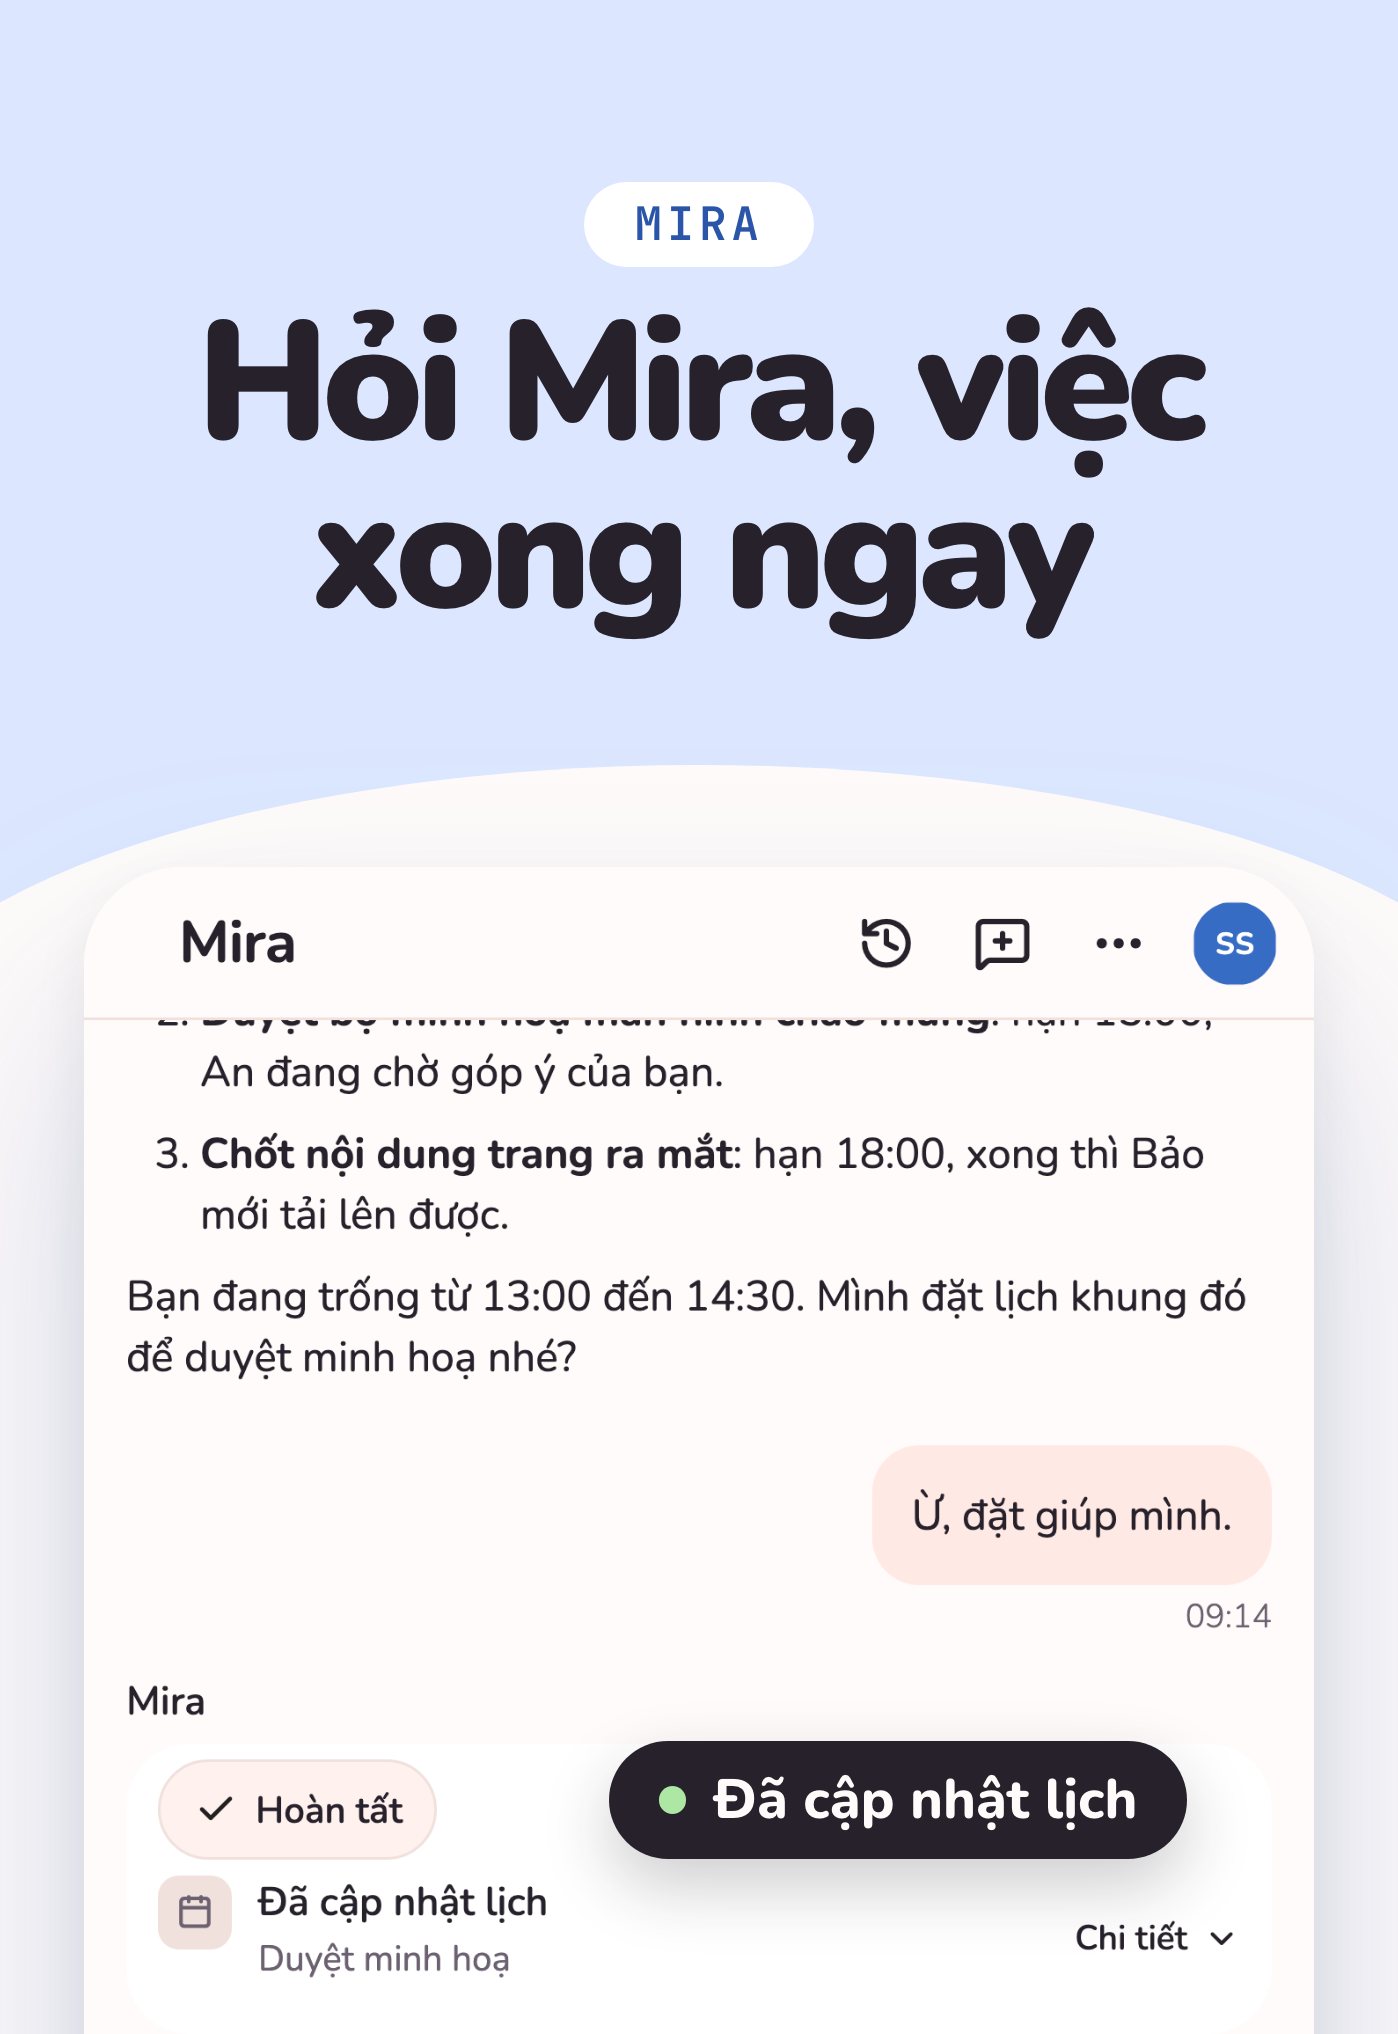 MIRA
Hỏi Mira, việc
xong ngay
Mira
SS
An đang chờ góp ý của bạn.
3. Chốt nội dung trang ra mắt: hạn 18:00, xong thì Bảo
mới tải lên được.
Bạn đang trống từ 13:00 đến 14:30. Mình đặt lịch khung đó
để duyệt minh hoạ nhé?
Ừ, đặt giúp mình.
09:14
Mira
Hoàn tất
Đã cập nhật lịch
Đã cập nhật lịch
Duyệt minh hoạ
Chi tiết